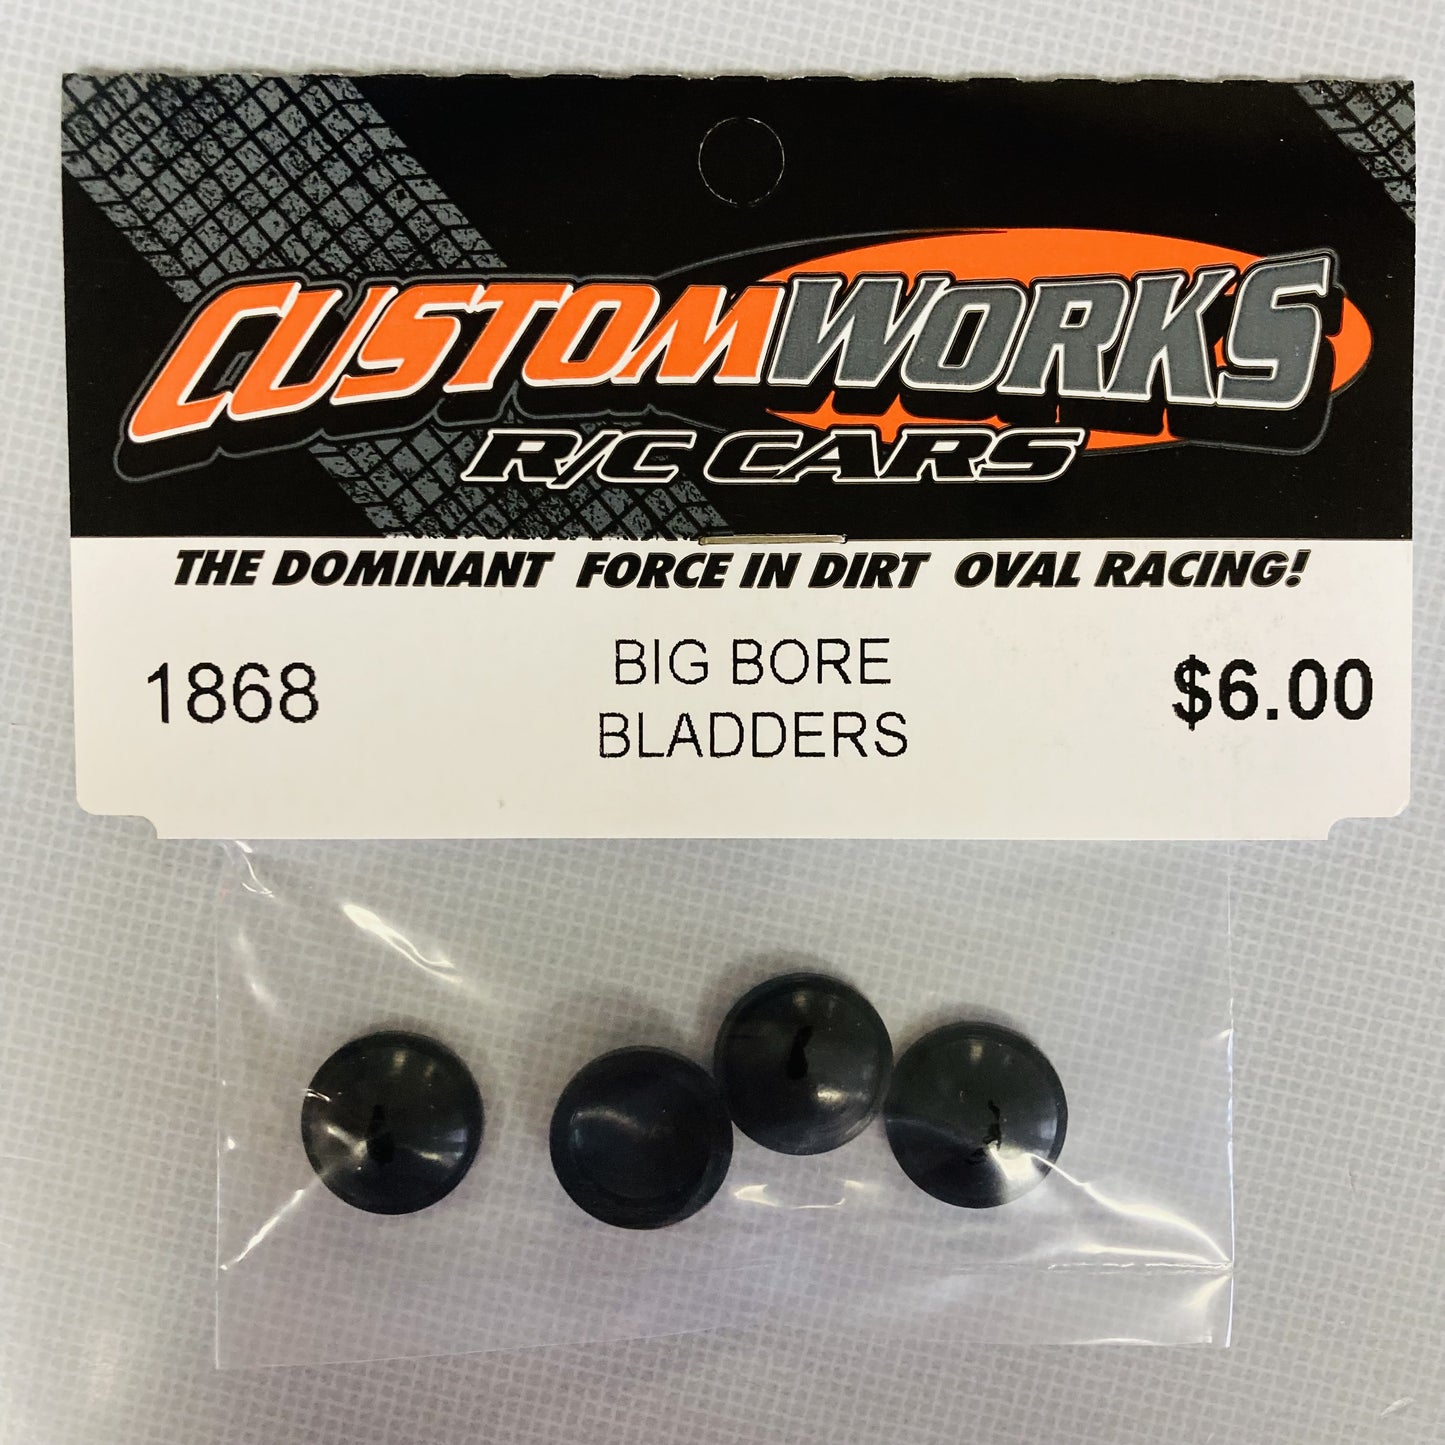 CUSTOMWORKS
R/C CARS
THE DOMINANT FORCE IN DIRT OVAL RACING!
1868
BIG BORE
BLADDERS
$6.00